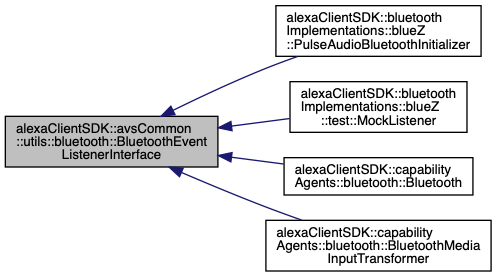 alexaClientSDK::avsCommon
::utils::bluetooth::BluetoothEvent
ListenerInterface
alexaClientSDK::bluetooth
Implementations::blueZ
::PulseAudioBluetoothInitializer
alexaClientSDK::bluetooth
Implementations::blueZ
::test::MockListener
alexaClientSDK::capability
Agents::bluetooth::Bluetooth
alexaClientSDK::capability
Agents::bluetooth::BluetoothMedia
InputTransformer